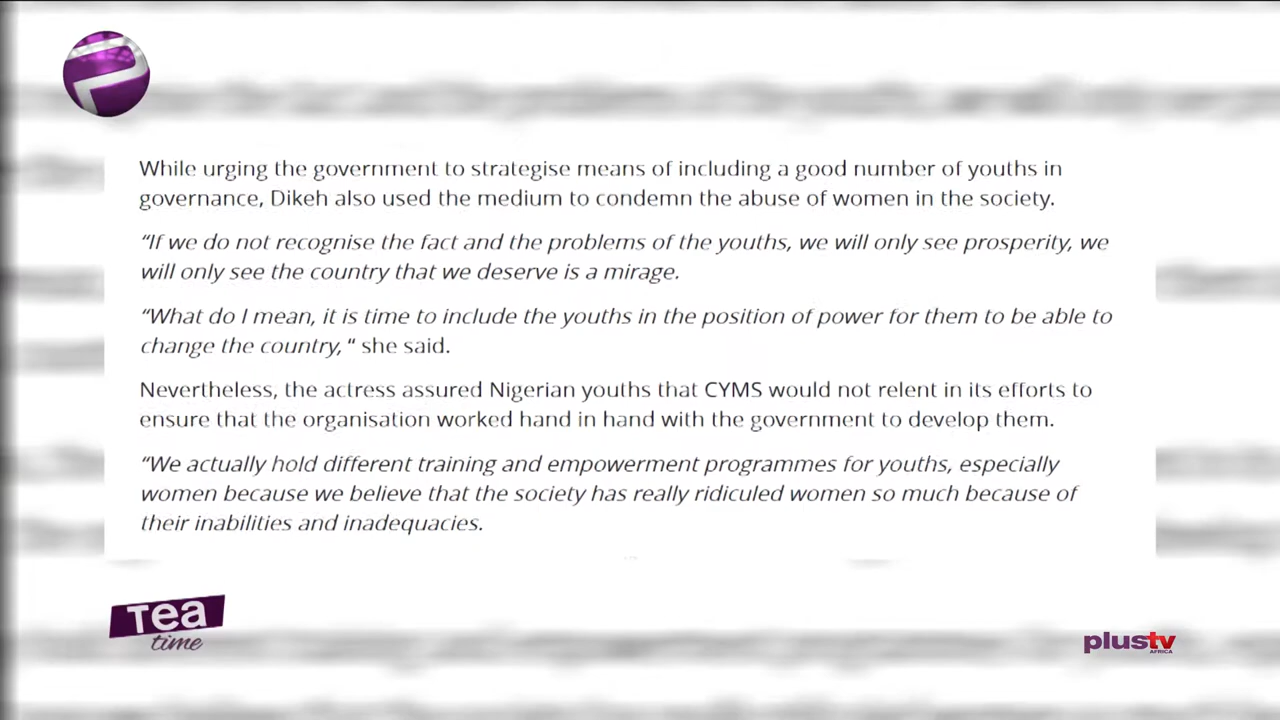 While urging the government to strategise means of including a good number of youths in
governance, Dikeh also used the medium to condemn the abuse of women in the society.
“If we do not recognise the fact and the problems of the youths, we will only see prosperity, we
will only see the country that we deserve is a mirage.
“What do I mean, it is time to include the youths in the position of power for them to be able to
change the country, “ she said.
Nevertheless, the actress assured Nigerian youths that CYMS would not relent in its efforts to
ensure that the organisation worked hand in hand with the government to develop them.
“We actually hold different training and empowerment programmes for youths, especially
women because we believe that the society has really ridiculed women so much because of
their inabilities and inadequacies.
Tea
time
plustv
AFRICA